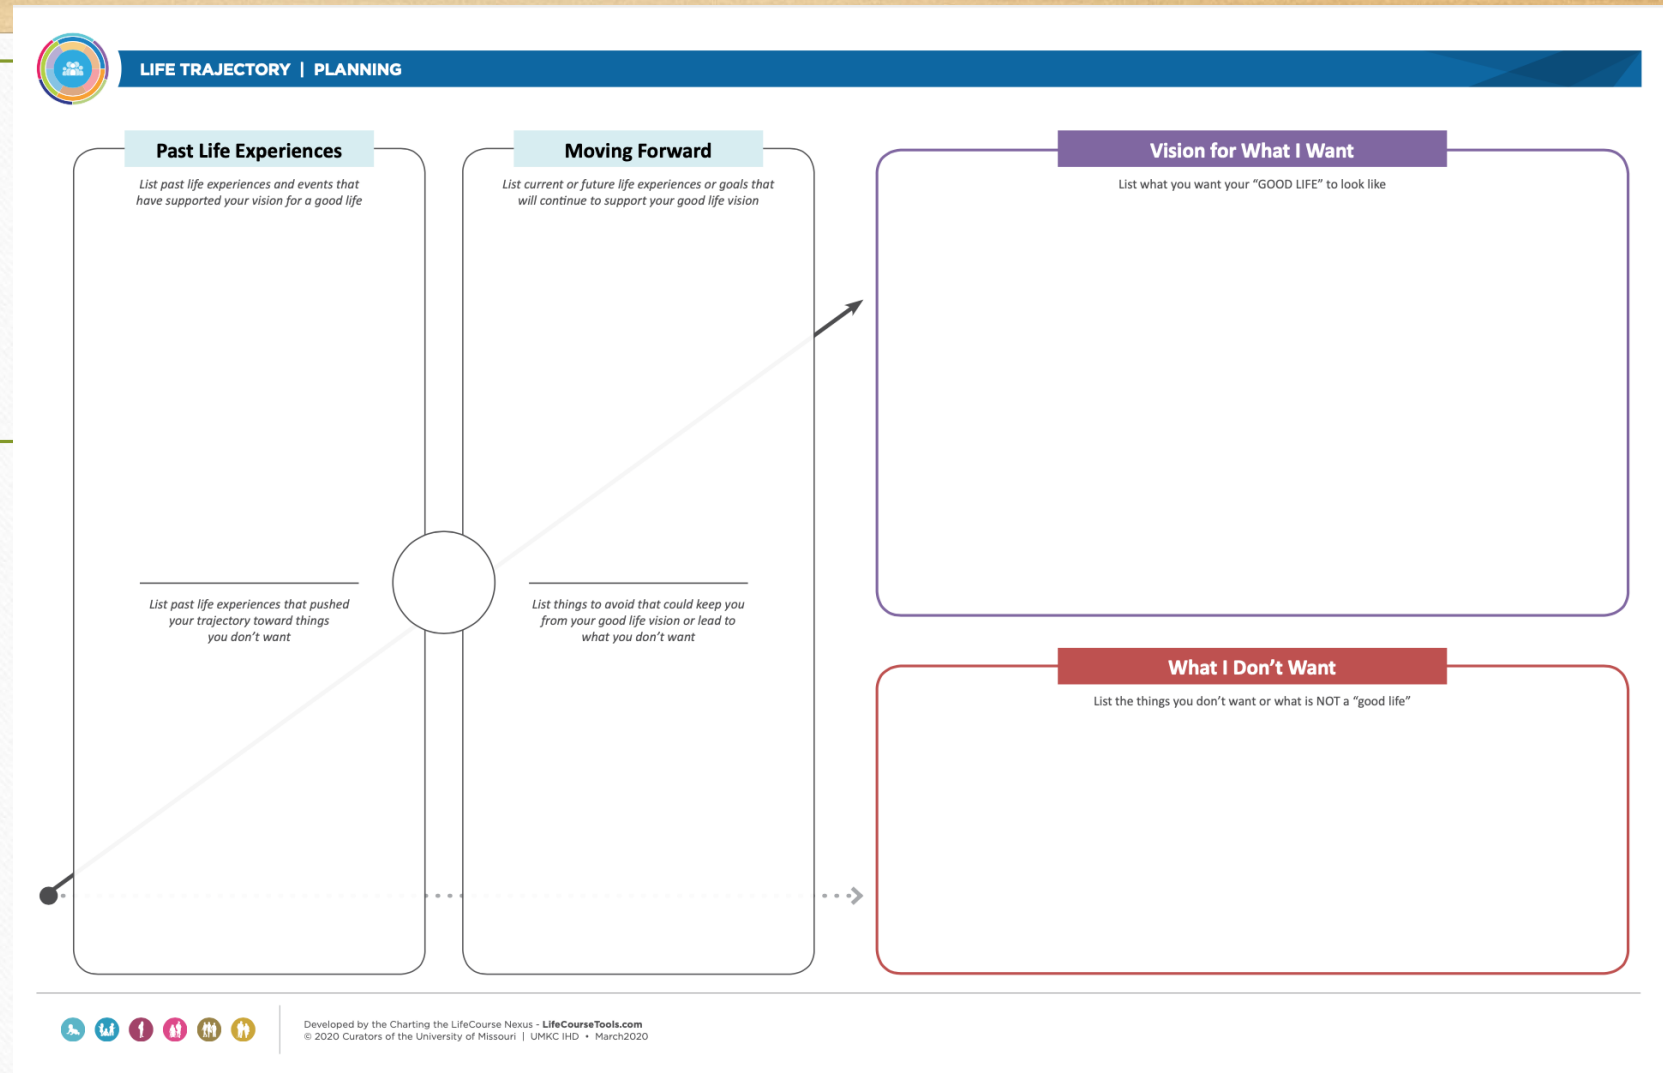 LIFE TRAJECTORY | PLANNING
Past Life Experiences
List past life experiences and events that
have supported your vision for a good life
List past life experiences that pushed
your trajectory toward things
you don’t want
Moving Forward
List current or future life experiences or goals that
will continue to support your good life vision
List things to avoid that could keep you
from your good life vision or lead to
what you don’t want
Vision for What I Want
List what you want your “GOOD LIFE” to look like
What I Don’t Want
List the things you don’t want or what is NOT a “good life”
Developed by the Charting the LifeCourse Nexus - LifeCourseTools.com
© 2020 Curators of the University of Missouri | UMKC IHD • March2020